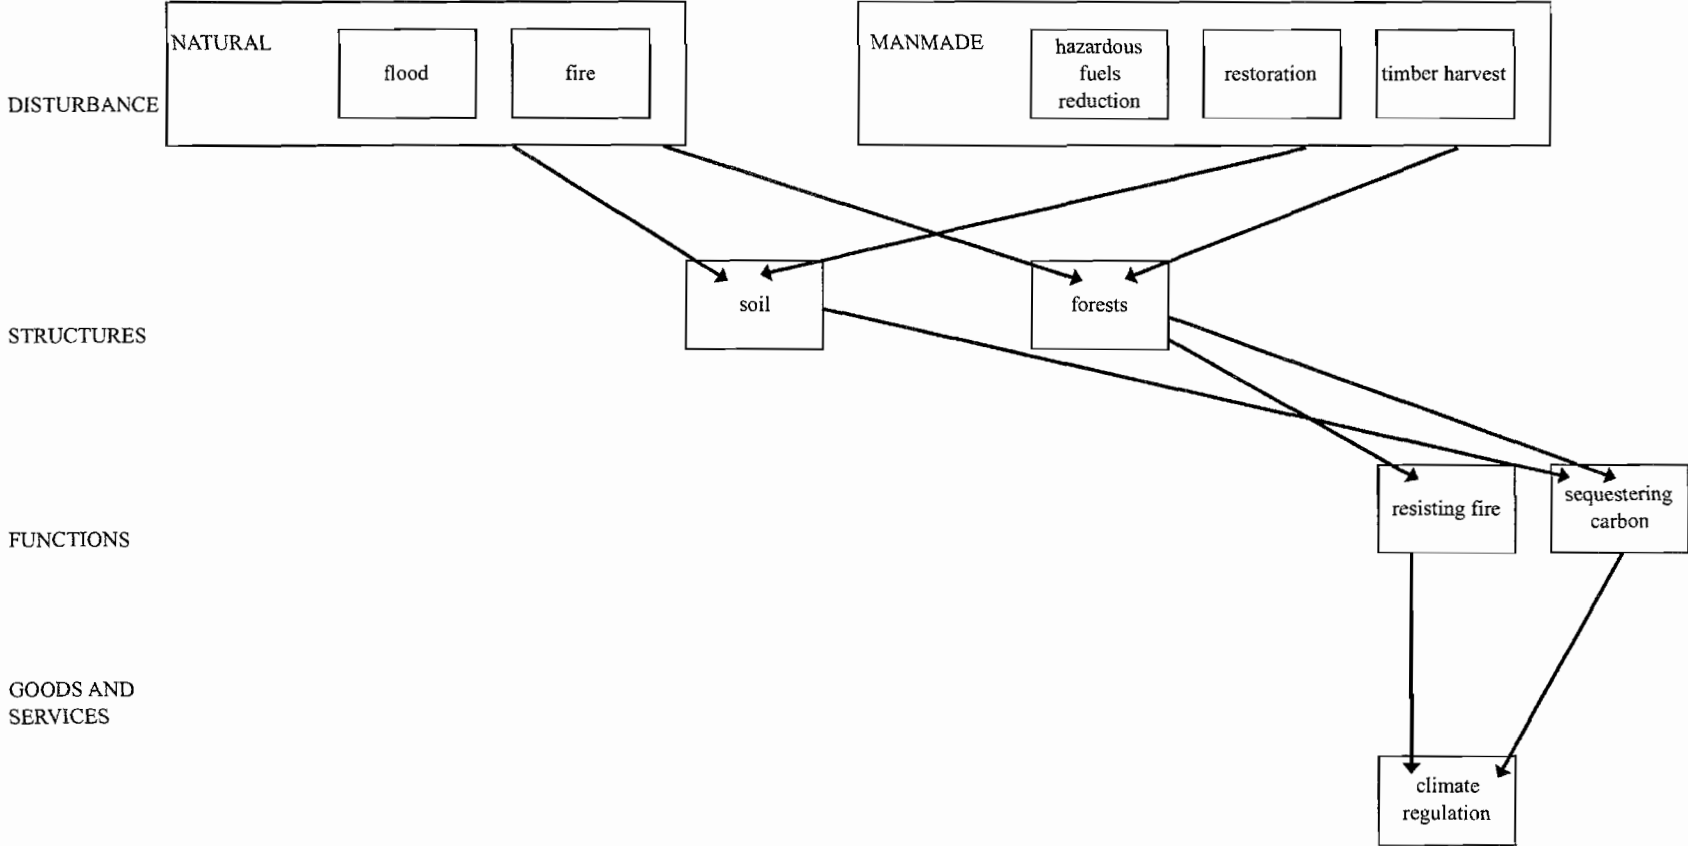 NATURAL
flood
fire
MANMADE
hazardous
fuels
reduction
restoration
timber harvest
DISTURBANCE
soil
forests
STRUCTURES
resisting fire
sequestering
carbon
FUNCTIONS
GOODS AND
SERVICES
climate
regulation